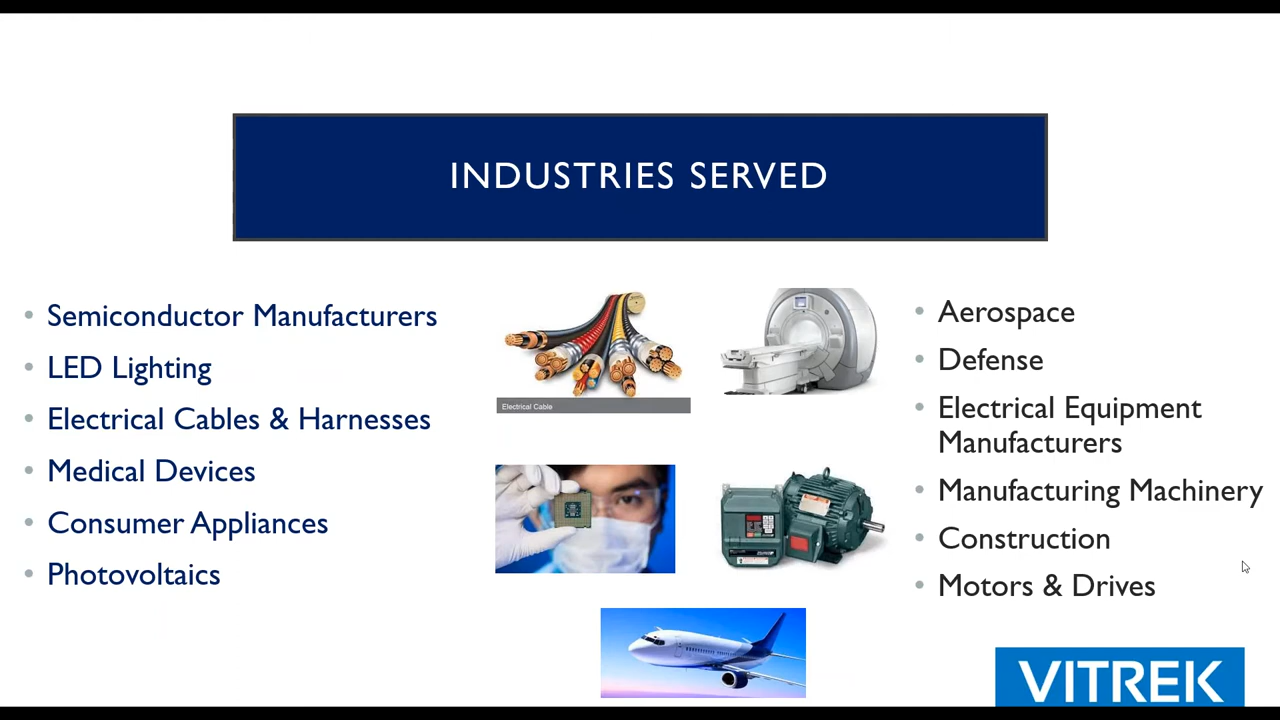 INDUSTRIES SERVED
Semiconductor Manufacturers
LED Lighting
Electrical Cables & Harnesses
Medical Devices
Consumer Appliances
Photovoltaics
Electrical Cable
Aerospace
Defense
Electrical Equipment
Manufacturers
Manufacturing Machinery
Construction
Motors & Drives
VITREK